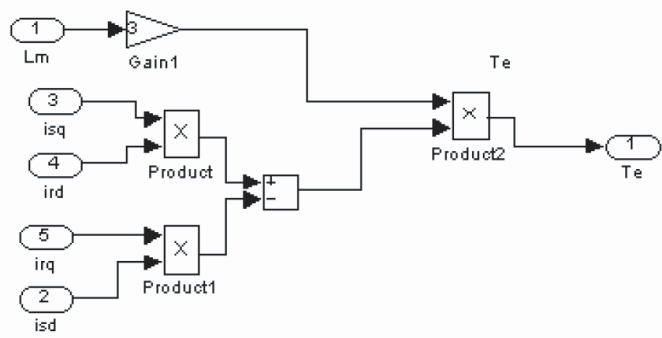 1
Lm
3
Gain1
Te
3
isq
4
ird
×
Product
+
−
×
Product2
1
Te
5
irq
×
Product1
2
isd